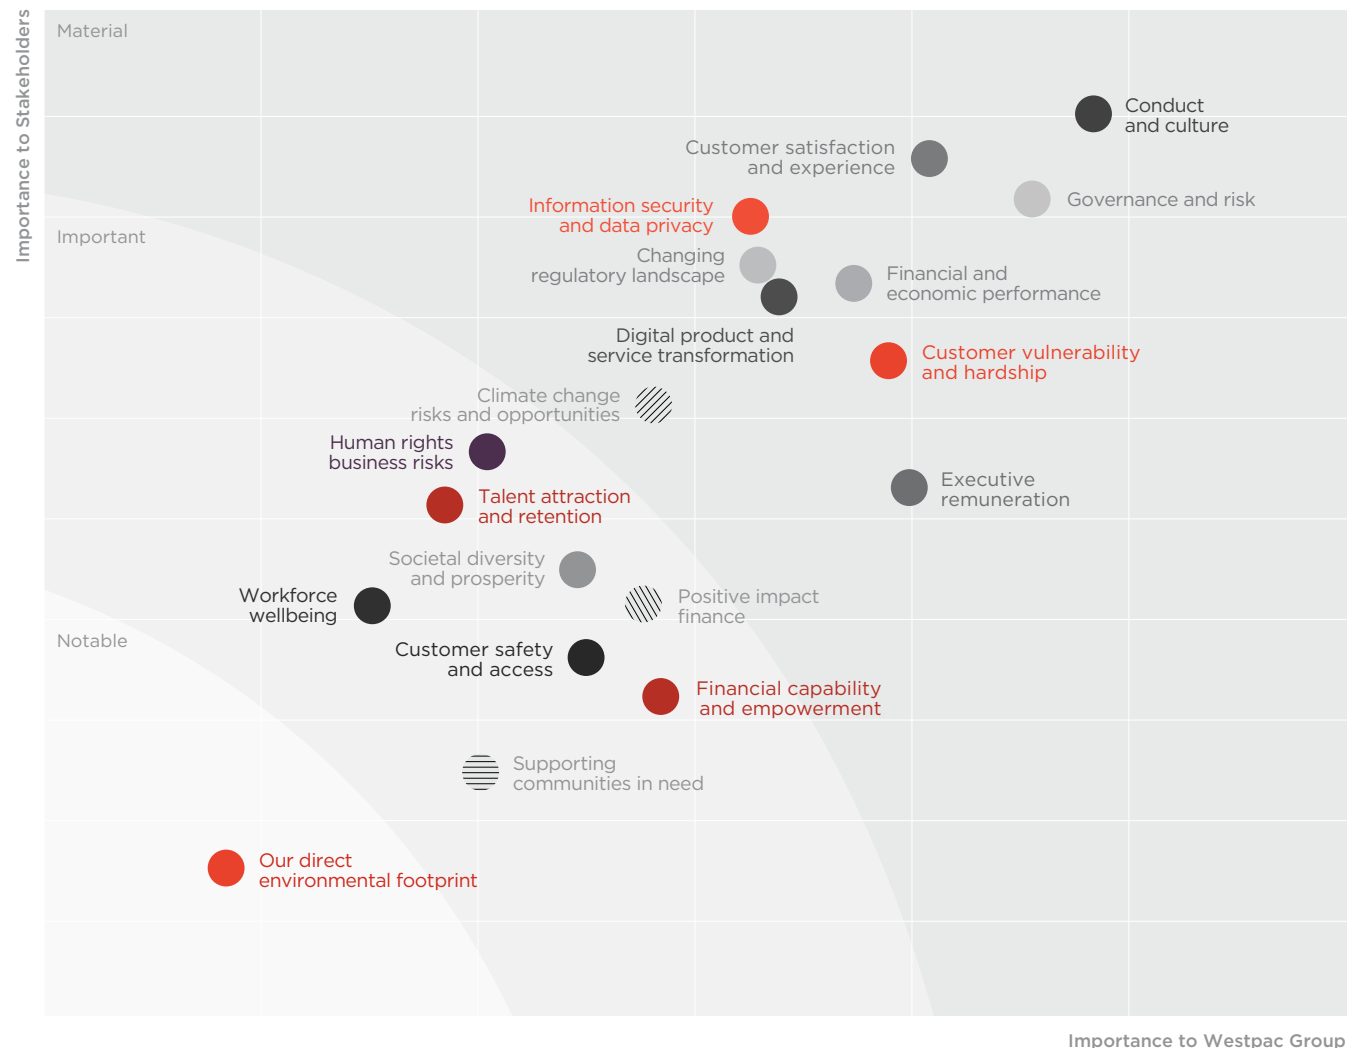 Importance to Stakeholders
Material
Conduct
and culture
Customer satisfaction
and experience
Governance and risk
Information security
and data privacy
Important
Changing
regulatory landscape
Financial and
economic performance
Digital product and
service transformation
Customer vulnerability
and hardship
Climate change
risks and opportunities
Human rights
business risks
Executive
remuneration
Talent attraction
and retention
Societal diversity
and prosperity
Workforce
wellbeing
Positive impact
finance
Notable
Customer safety
and access
Financial capability
and empowerment
Supporting
communities in need
Our direct
environmental footprint
Importance to Westpac Group